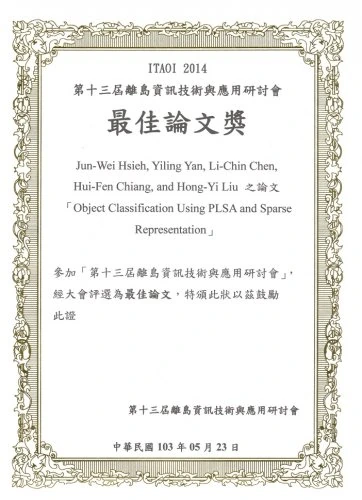 ITAOI 2014
第十三屆離島資訊技術與應用研討會
最佳論文獎
Jun-Wei Hsieh, Yiling Yan, Li-Chin Chen,
Hui-Fen Chiang, and Hong-Yi Liu 之論文
「Object Classification Using PLSA and Sparse
Representation」
參加「第十三屆離島資訊技術與應用研討會」,
經大會評選為最佳論文，特頒此狀以茲鼓勵
此證
第十三屆離島資訊技術與應用研討會
中華民國 103 年 05 月 23 日